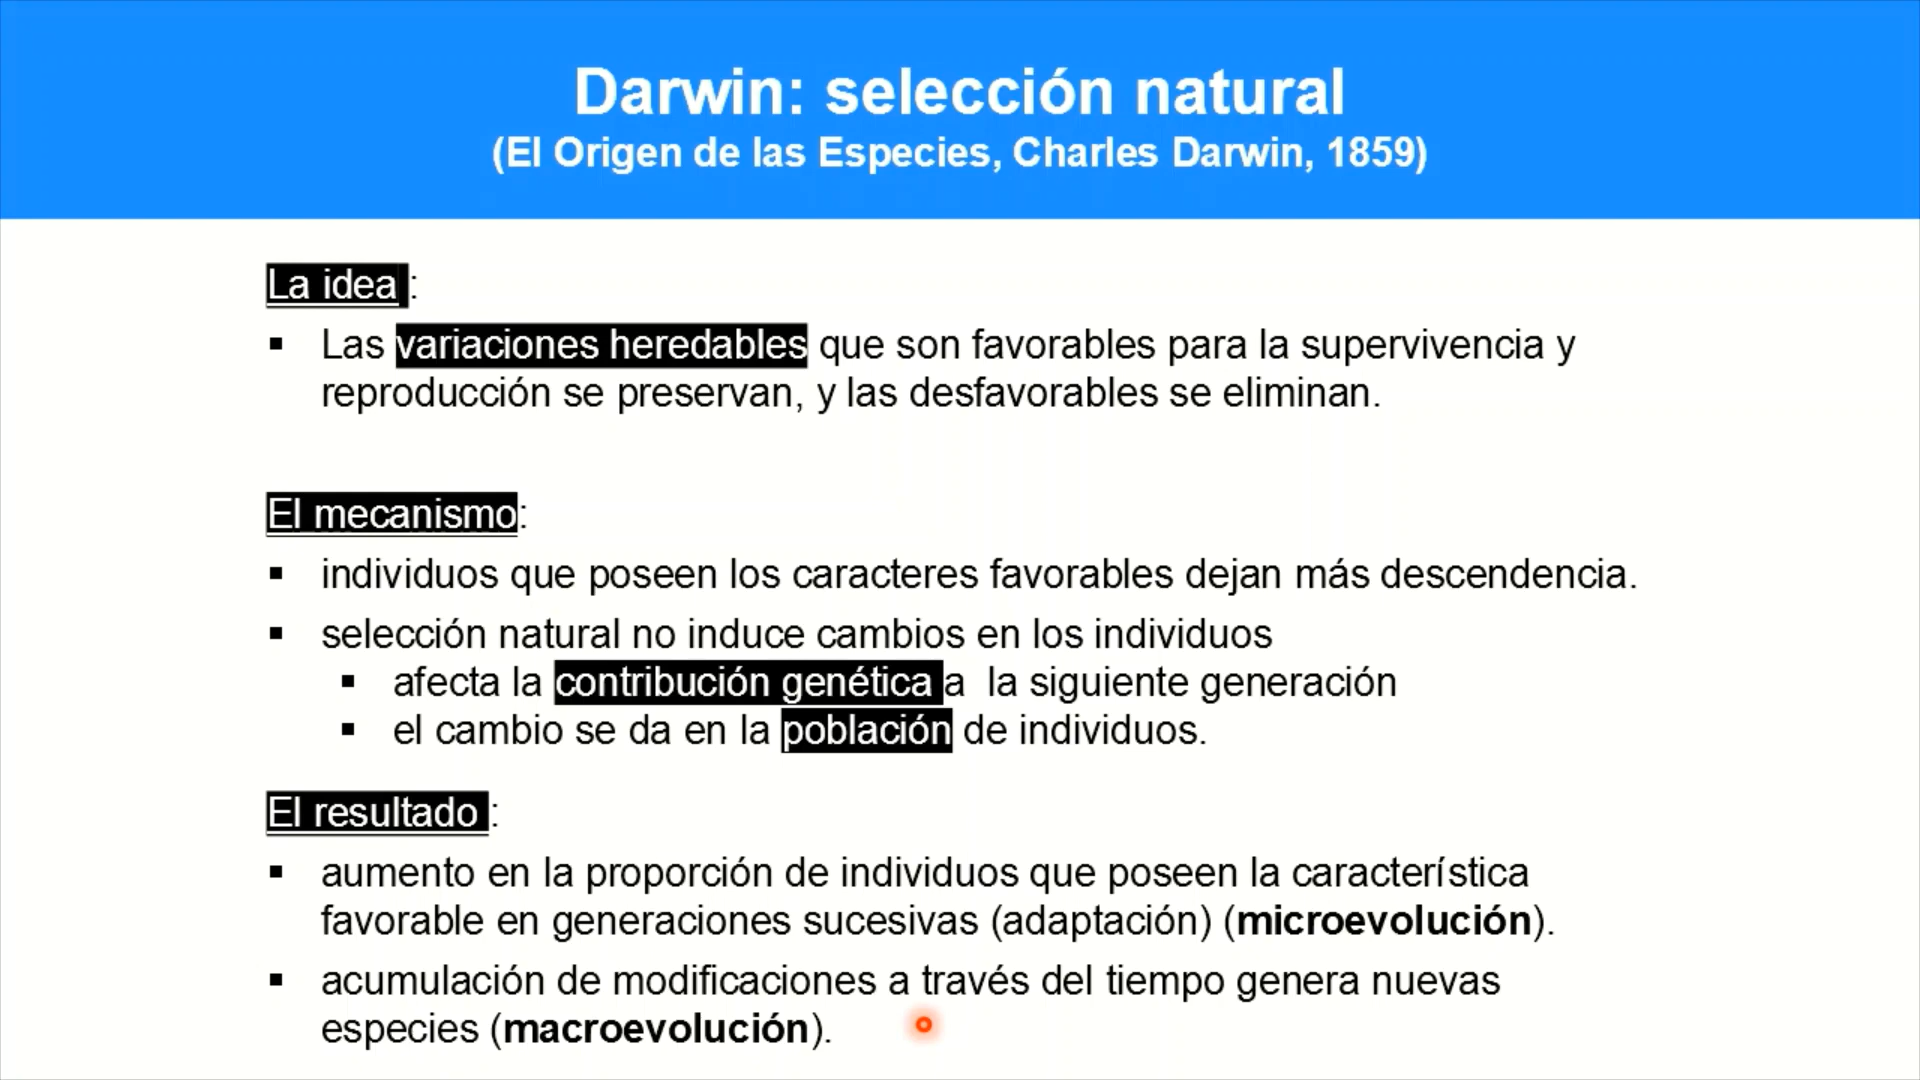 Darwin: selección natural
(El Origen de las Especies, Charles Darwin, 1859)
La idea :
▪ Las variaciones heredables que son favorables para la supervivencia y
reproducción se preservan, y las desfavorables se eliminan.
El mecanismo:
▪ individuos que poseen los caracteres favorables dejan más descendencia.
▪ selección natural no induce cambios en los individuos
▪ afecta la contribución genética a la siguiente generación
▪ el cambio se da en la población de individuos.
El resultado :
▪ aumento en la proporción de individuos que poseen la característica
favorable en generaciones sucesivas (adaptación) (microevolución).
▪ acumulación de modificaciones a través del tiempo genera nuevas
especies (macroevolución).